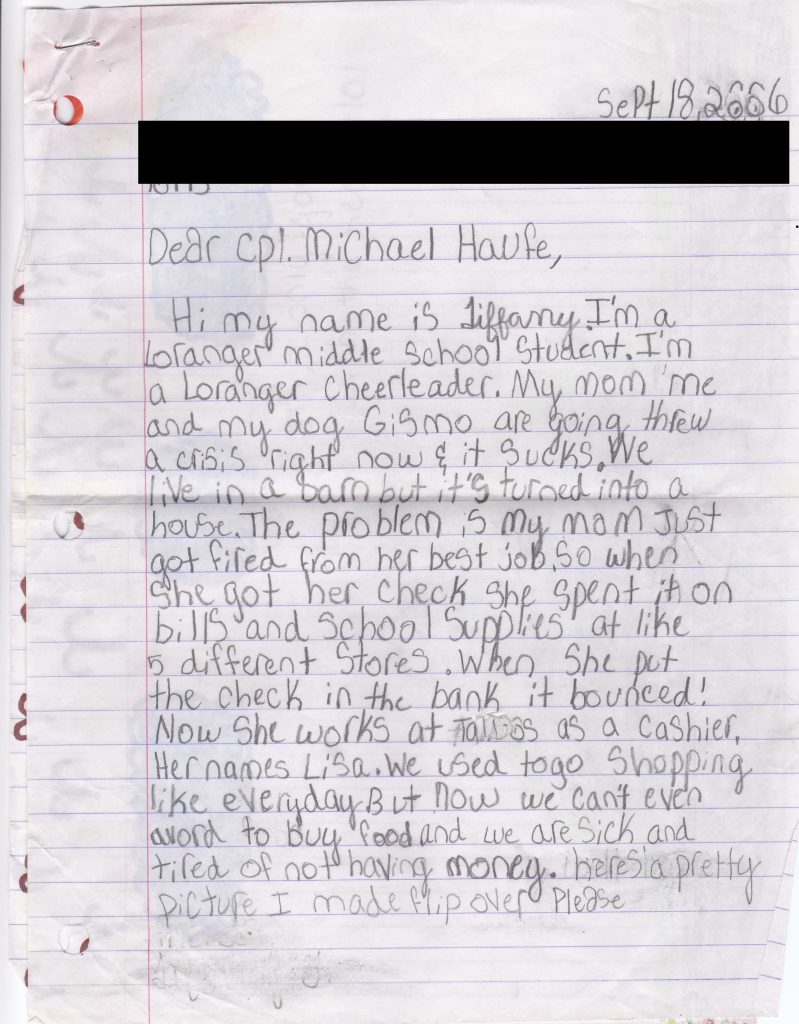 Sept 18, 2006
Dear Cpl. Michael Haufe,
Hi my name is Tiffany. I'm a
Loranger middle School Student. I'm
a Loranger Cheerleader. My mom 'me
and my dog Gismo are going threw
a crisis right now & it Sucks. We
live in a barn but it's turned into a
house. The problem is my mom Just
got fired from her best job. So when
She got her check she spent it on
bills and School Supplies at like
5 different Stores. When She put
the check in the bank it bounced!
Now She works at as a Cashier.
Her names Lisa. We used togo Shopping
like everyday. But Now we can't even
avord to buy food and we are Sick and
tired of not having money. heres a pretty
picture I made flip over Please